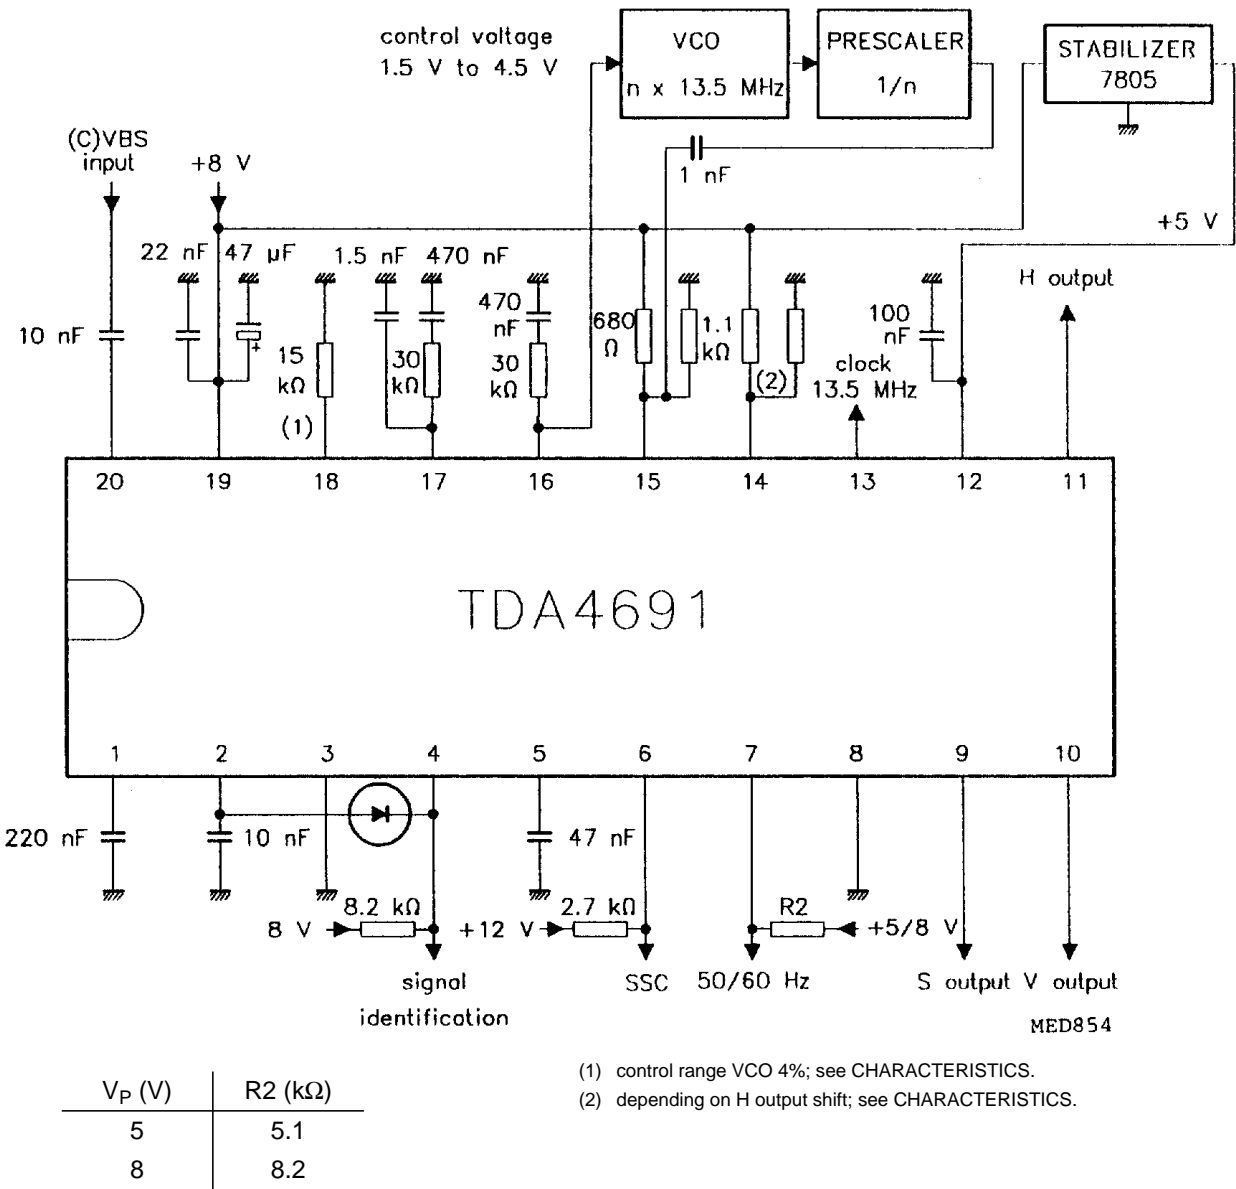 control voltage
1.5 V to 4.5 V
VCO
n x 13.5 MHz
PRESCALER
1/n
STABILIZER
7805
(C)VBS
input
+8 V
1 nF
+5 V
22 nF
47 µF
1.5 nF
470 nF
H output
10 nF
+
15
kΩ
(1)
30
kΩ
470
nF
30
kΩ
680
Ω
1.1
kΩ
(2)
100
nF
clock
13.5 MHz
20 19 18 17 16 15 14 13 12 11
TDA4691
1 2 3 4 5 6 7 8 9 10
220 nF
10 nF
47 nF
8 V
8.2 kΩ
+12 V
2.7 kΩ
R2
+5/8 V
signal
identification
SSC
50/60 Hz
S output
V output
MED854
(1) control range VCO 4%; see CHARACTERISTICS.
(2) depending on H output shift; see CHARACTERISTICS.
VP (V) R2 (kΩ)
5 5.1
8 8.2